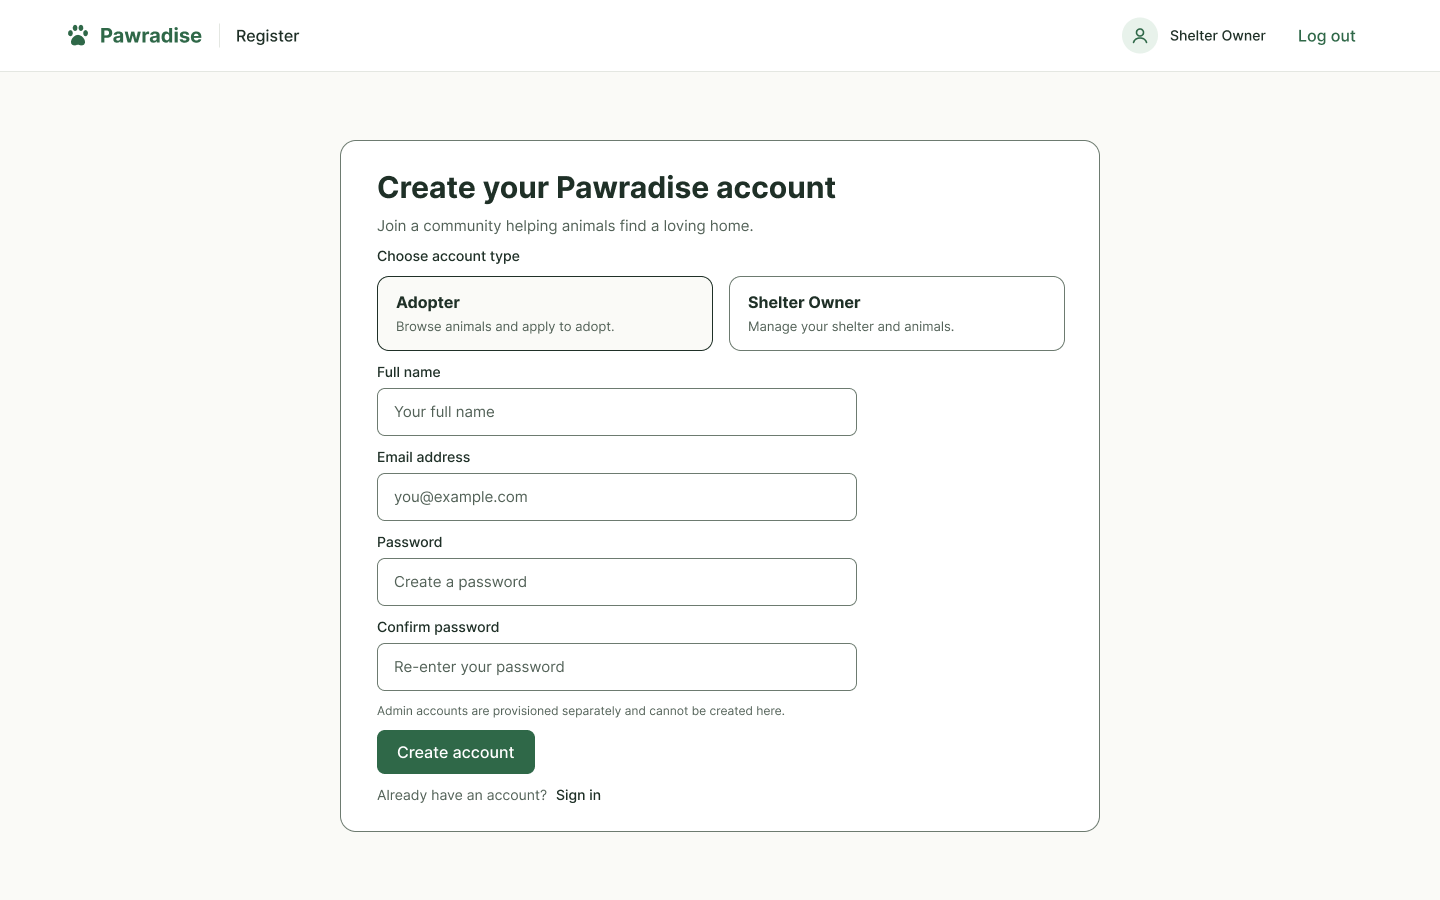 Pawradise
Register
Shelter Owner
Log out
Create your Pawradise account
Join a community helping animals find a loving home.
Choose account type
Adopter
Browse animals and apply to adopt.
Shelter Owner
Manage your shelter and animals.
Full name
Your full name
Email address
you@example.com
Password
Create a password
Confirm password
Re-enter your password
Admin accounts are provisioned separately and cannot be created here.
Create account
Already have an account? Sign in